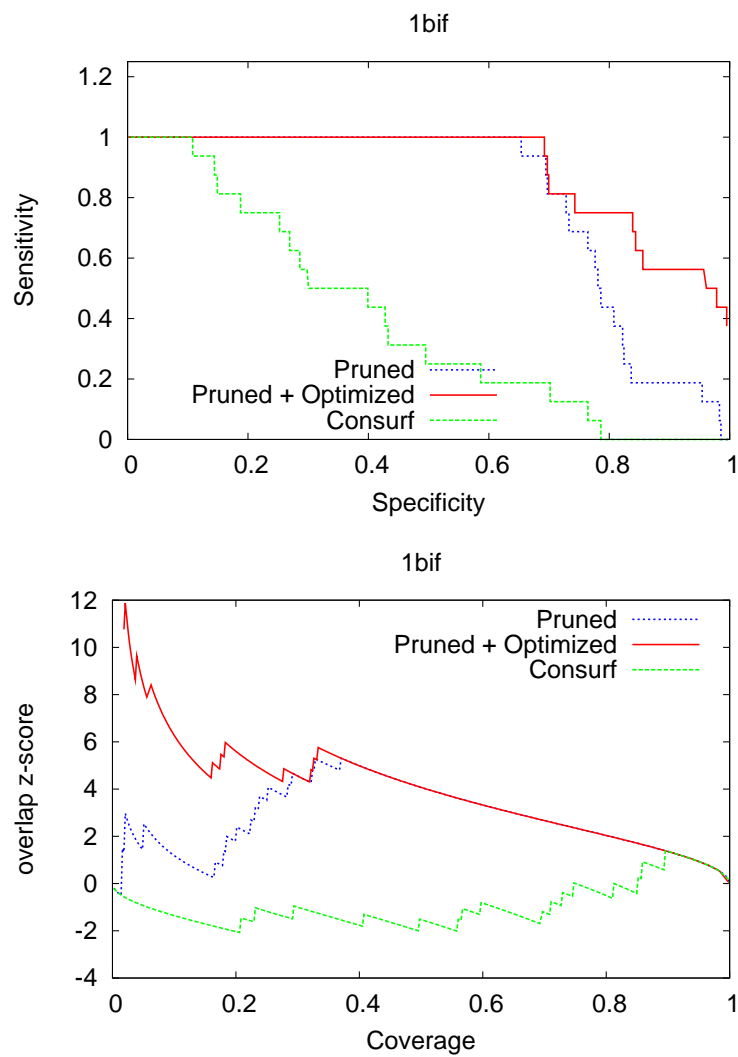 1bif
1.2
1
0.8
0.6
0.4
0.2
0
Sensitivity
Pruned
Pruned + Optimized
Consurf
0 0.2 0.4 0.6 0.8 1
Specificity
1bif
12
10
8
6
4
2
0
-2
-4
overlap z-score
Pruned
Pruned + Optimized
Consurf
0 0.2 0.4 0.6 0.8 1
Coverage